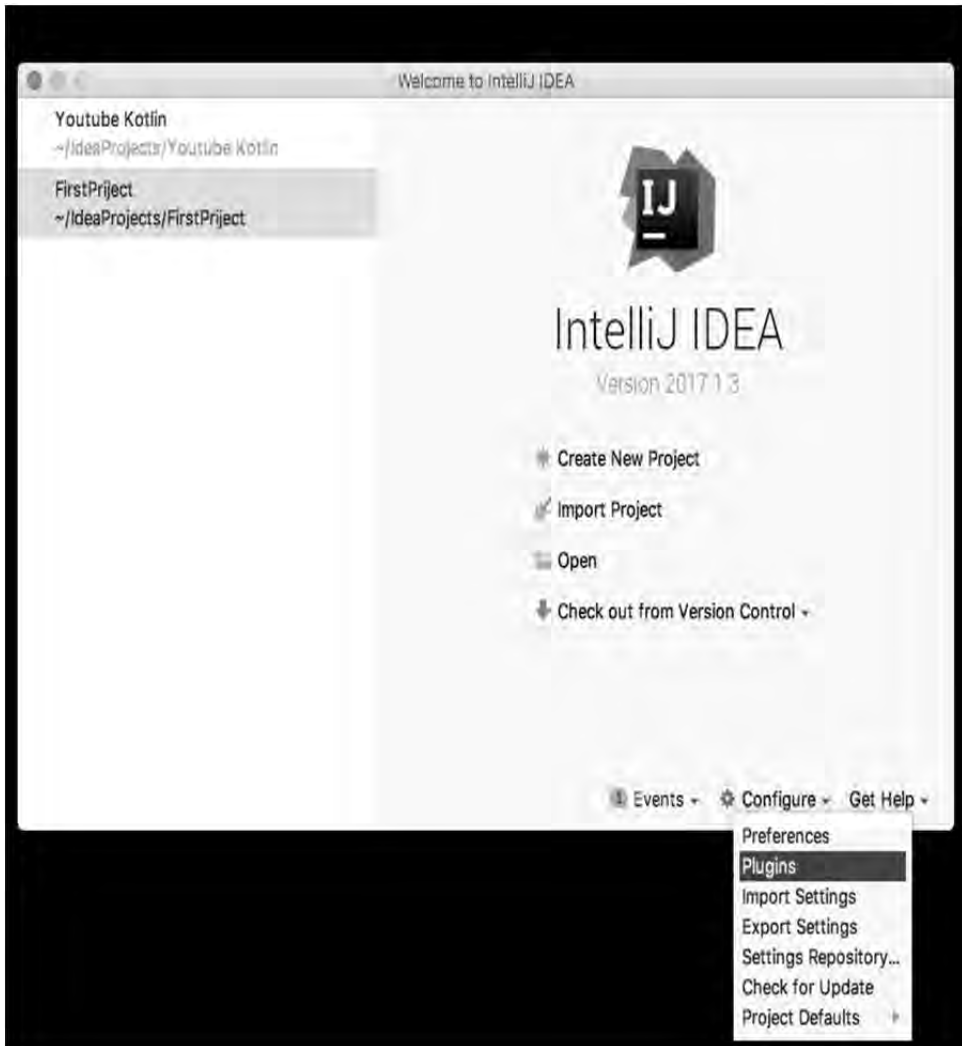 Welcome to IntelliJ IDEA
Youtube Kotlin
~/IdeaProjects/Youtube Kotlin
FirstPriject
~/IdeaProjects/FirstPriject
IJ
IntelliJ IDEA
Version 2017.1.3
Create New Project
Import Project
Open
Check out from Version Control
1 Events Configure Get Help
Preferences
Plugins
Import Settings
Export Settings
Settings Repository...
Check for Update
Project Defaults